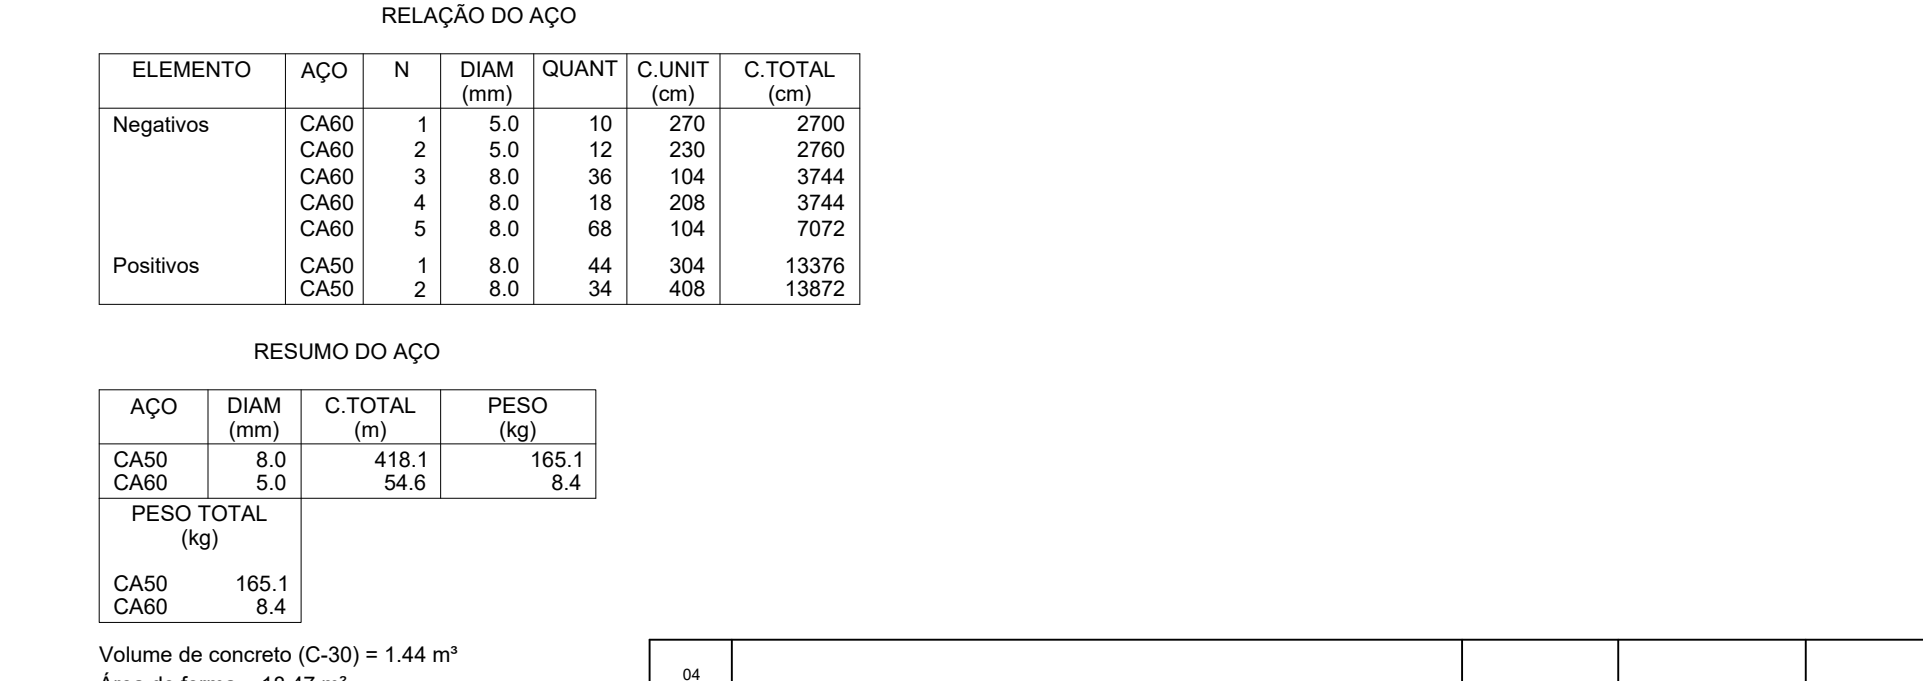 RELAÇÃO DO AÇO
ELEMENTO AÇO N DIAM QUANT C.UNIT C.TOTAL
(mm) (cm) (cm)
Negativos CA60 1 5.0 10 270 2700
CA60 2 5.0 12 230 2760
CA60 3 8.0 36 104 3744
CA60 4 8.0 18 208 3744
CA60 5 8.0 68 104 7072
Positivos CA50 1 8.0 44 304 13376
CA50 2 8.0 34 408 13872
RESUMO DO AÇO
AÇO DIAM C.TOTAL PESO
(mm) (m) (kg)
CA50 8.0 418.1 165.1
CA60 5.0 54.6 8.4
PESO TOTAL
(kg)
CA50 165.1
CA60 8.4
Volume de concreto (C-30) = 1.44 m³
04